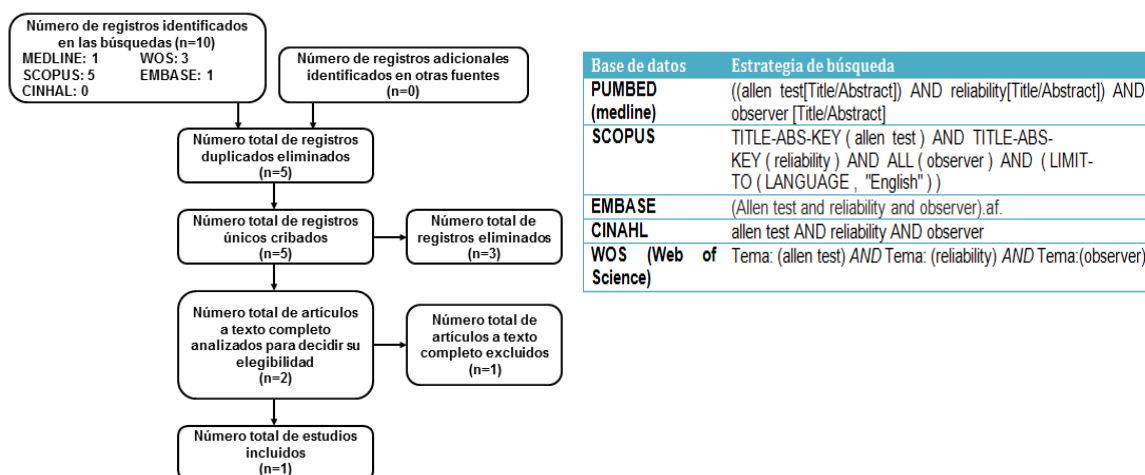 Número de registros identificados
en las búsquedas (n=10)
MEDLINE: 1 WOS: 3
SCOPUS: 5 EMBASE: 1
CINHAL: 0
Número de registros adicionales
identificados en otras fuentes
(n=0)
Número total de registros
duplicados eliminados
(n=5)
Número total de registros
únicos cribados
(n=5)
Número total de
registros eliminados
(n=3)
Número total de artículos
a texto completo
analizados para decidir su
elegibilidad
(n=2)
Número total de
artículos a texto
completo excluidos
(n=1)
Número total de estudios
incluidos
(n=1)
Base de datos Estrategia de búsqueda
PUMBED ((allen test[Title/Abstract]) AND reliability[Title/Abstract]) AND
(medline) observer [Title/Abstract]
SCOPUS TITLE-ABS-KEY ( allen test ) AND TITLE-ABS-
KEY ( reliability ) AND ALL ( observer ) AND ( LIMIT-
TO ( LANGUAGE , "English" ) )
EMBASE (Allen test and reliability and observer).af.
CINAHL allen test AND reliability AND observer
WOS (Web of Tema: (allen test) AND Tema: (reliability) AND Tema:(observer)
Science)